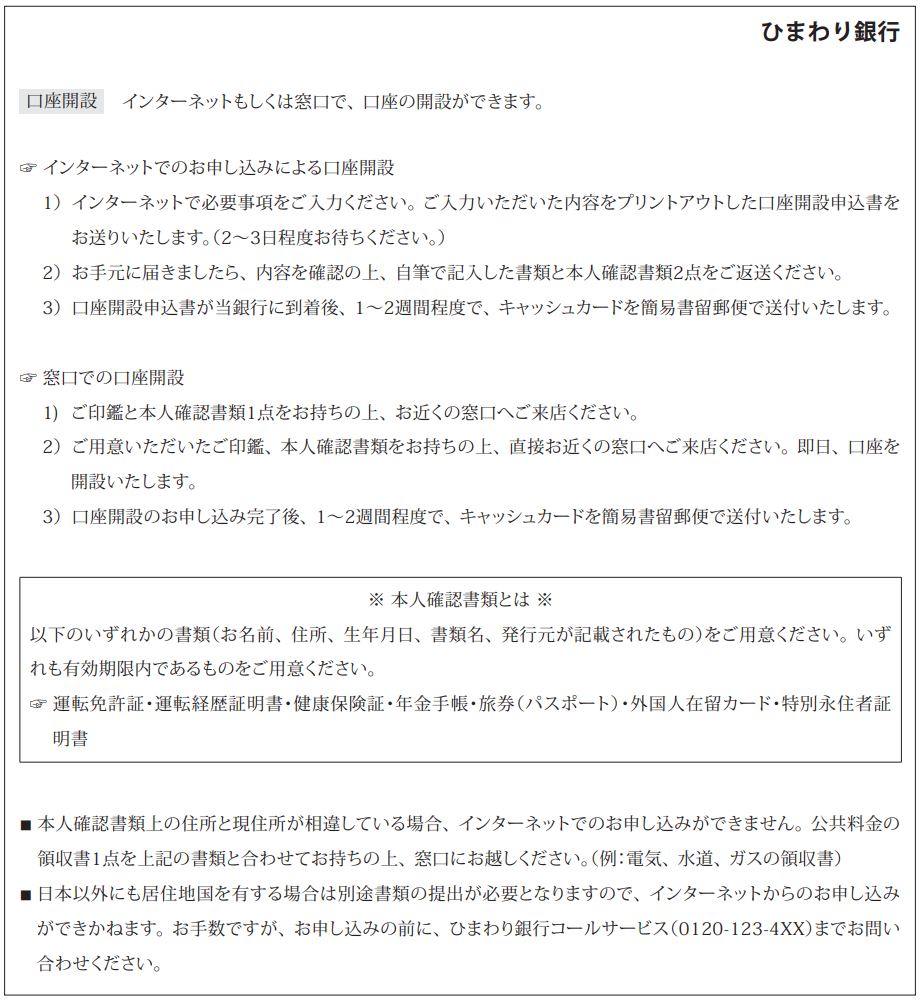 ひまわり銀行
口座開設 インターネットもしくは窓口で、口座の開設ができます。
☞ インターネットでのお申し込みによる口座開設
1) インターネットで必要事項をご入力ください。ご入力いただいた内容をプリントアウトした口座開設申込書を
お送りいたします。(2～3日程度お待ちください。)
2) お手元に届きましたら、内容を確認の上、自筆で記入した書類と本人確認書類2点をご返送ください。
3) 口座開設申込書が当銀行に到着後、1～2週間程度で、キャッシュカードを簡易書留郵便で送付いたします。
☞ 窓口での口座開設
1) ご印鑑と本人確認書類1点をお持ちの上、お近くの窓口へご来店ください。
2) ご用意いただいたご印鑑、本人確認書類をお持ちの上、直接お近くの窓口へご来店ください。即日、口座を
開設いたします。
3) 口座開設のお申し込み完了後、1～2週間程度で、キャッシュカードを簡易書留郵便で送付いたします。
※ 本人確認書類とは ※
以下のいずれかの書類(お名前、住所、生年月日、書類名、発行元が記載されたもの)をご用意ください。いず
れも有効期限内であるものをご用意ください。
☞ 運転免許証・運転経歴証明書・健康保険証・年金手帳・旅券(パスポート)・外国人在留カード・特別永住者証
明書
■ 本人確認書類上の住所と現住所が相違している場合、インターネットでのお申し込みができません。公共料金の
領収書1点を上記の書類と合わせてお持ちの上、窓口にお越しください。(例：電気、水道、ガスの領収書)
■ 日本以外にも居住地国を有する場合は別途書類の提出が必要となりますので、インターネットからのお申し込み
ができかねます。お手数ですが、お申し込みの前に、ひまわり銀行コールサービス(0120-123-4XX)までお問い
合わせください。